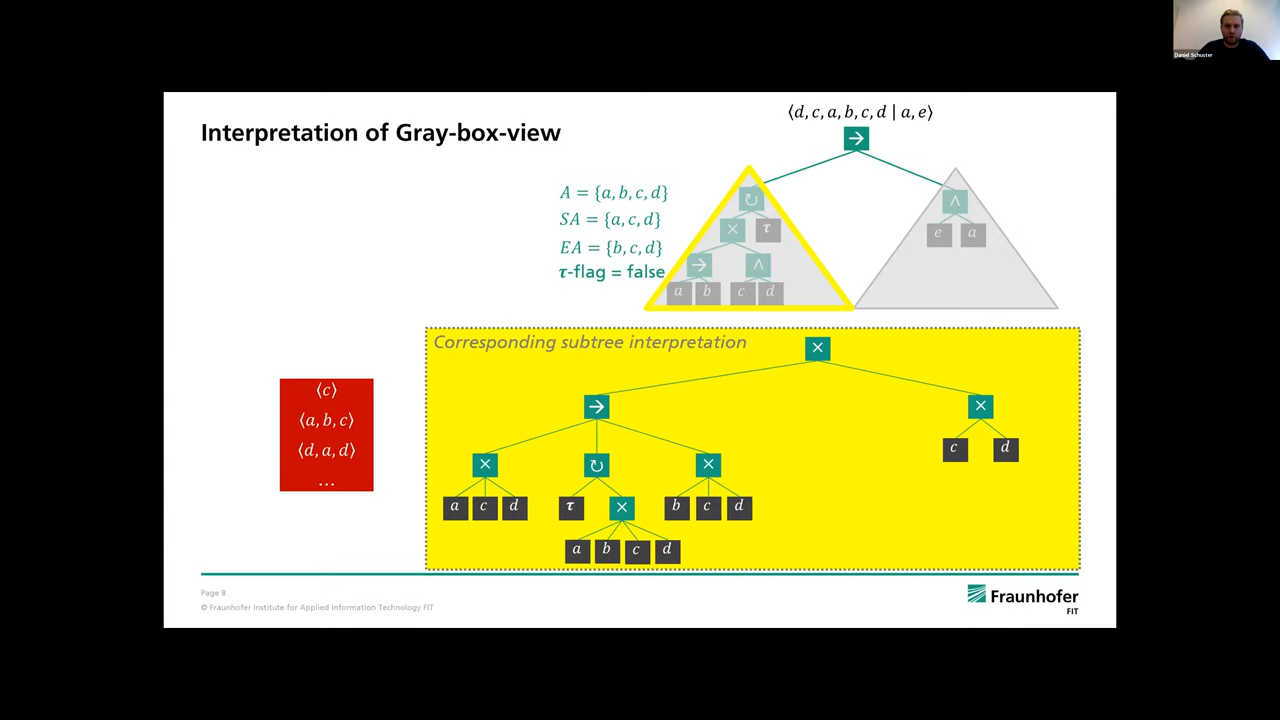 Daniel Schuster
Interpretation of Gray-box-view
⟨d, c, a, b, c, d | a, e⟩
→
A = {a, b, c, d}
SA = {a, c, d}
EA = {b, c, d}
τ-flag = false
↻ ∧
× τ e a
→ ∧
a b c d
Corresponding subtree interpretation
×
→ ×
c d
× ↻ ×
a c d τ × b c d
a b c d
⟨c⟩
⟨a, b, c⟩
⟨d, a, d⟩
…
Page 8
© Fraunhofer Institute for Applied Information Technology FIT
Fraunhofer
FIT